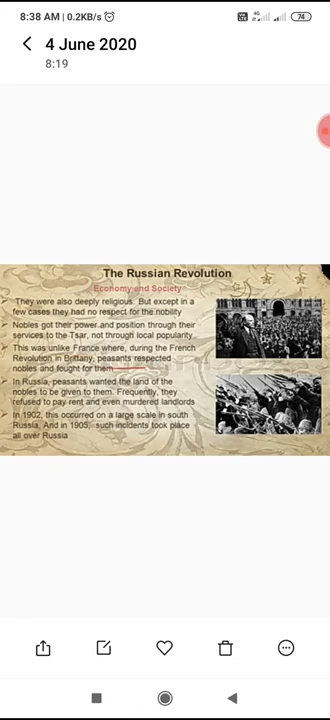 8:38 AM | 0.2KB/s
74
4 June 2020
8:19
The Russian Revolution
Economy and Society
They were also deeply religious. But except in a
few cases they had no respect for the nobility
Nobles got their power and position through their
services to the Tsar, not through local popularity
This was unlike France where, during the French
Revolution in Brittany, peasants respected
nobles and fought for them
In Russia, peasants wanted the land of the
nobles to be given to them. Frequently, they
refused to pay rent and even murdered landlords
In 1902, this occurred on a large scale in south
Russia. And in 1905, such incidents took place
all over Russia